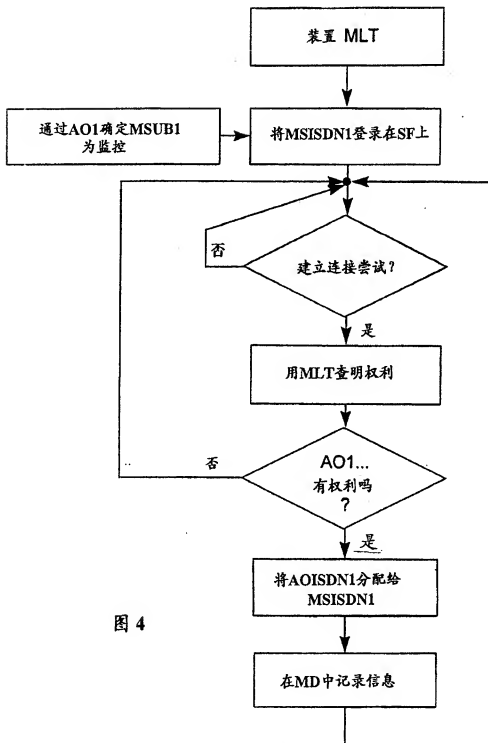 装置 MLT
通过AO1确定MSUB1
为监控
将MSISDN1登录在SF上
否
建立连接尝试?
是
用MLT查明权利
否
AO1...
有权利吗
?
是
将AOISDN1分配给
MSISDN1
图 4
在MD中记录信息